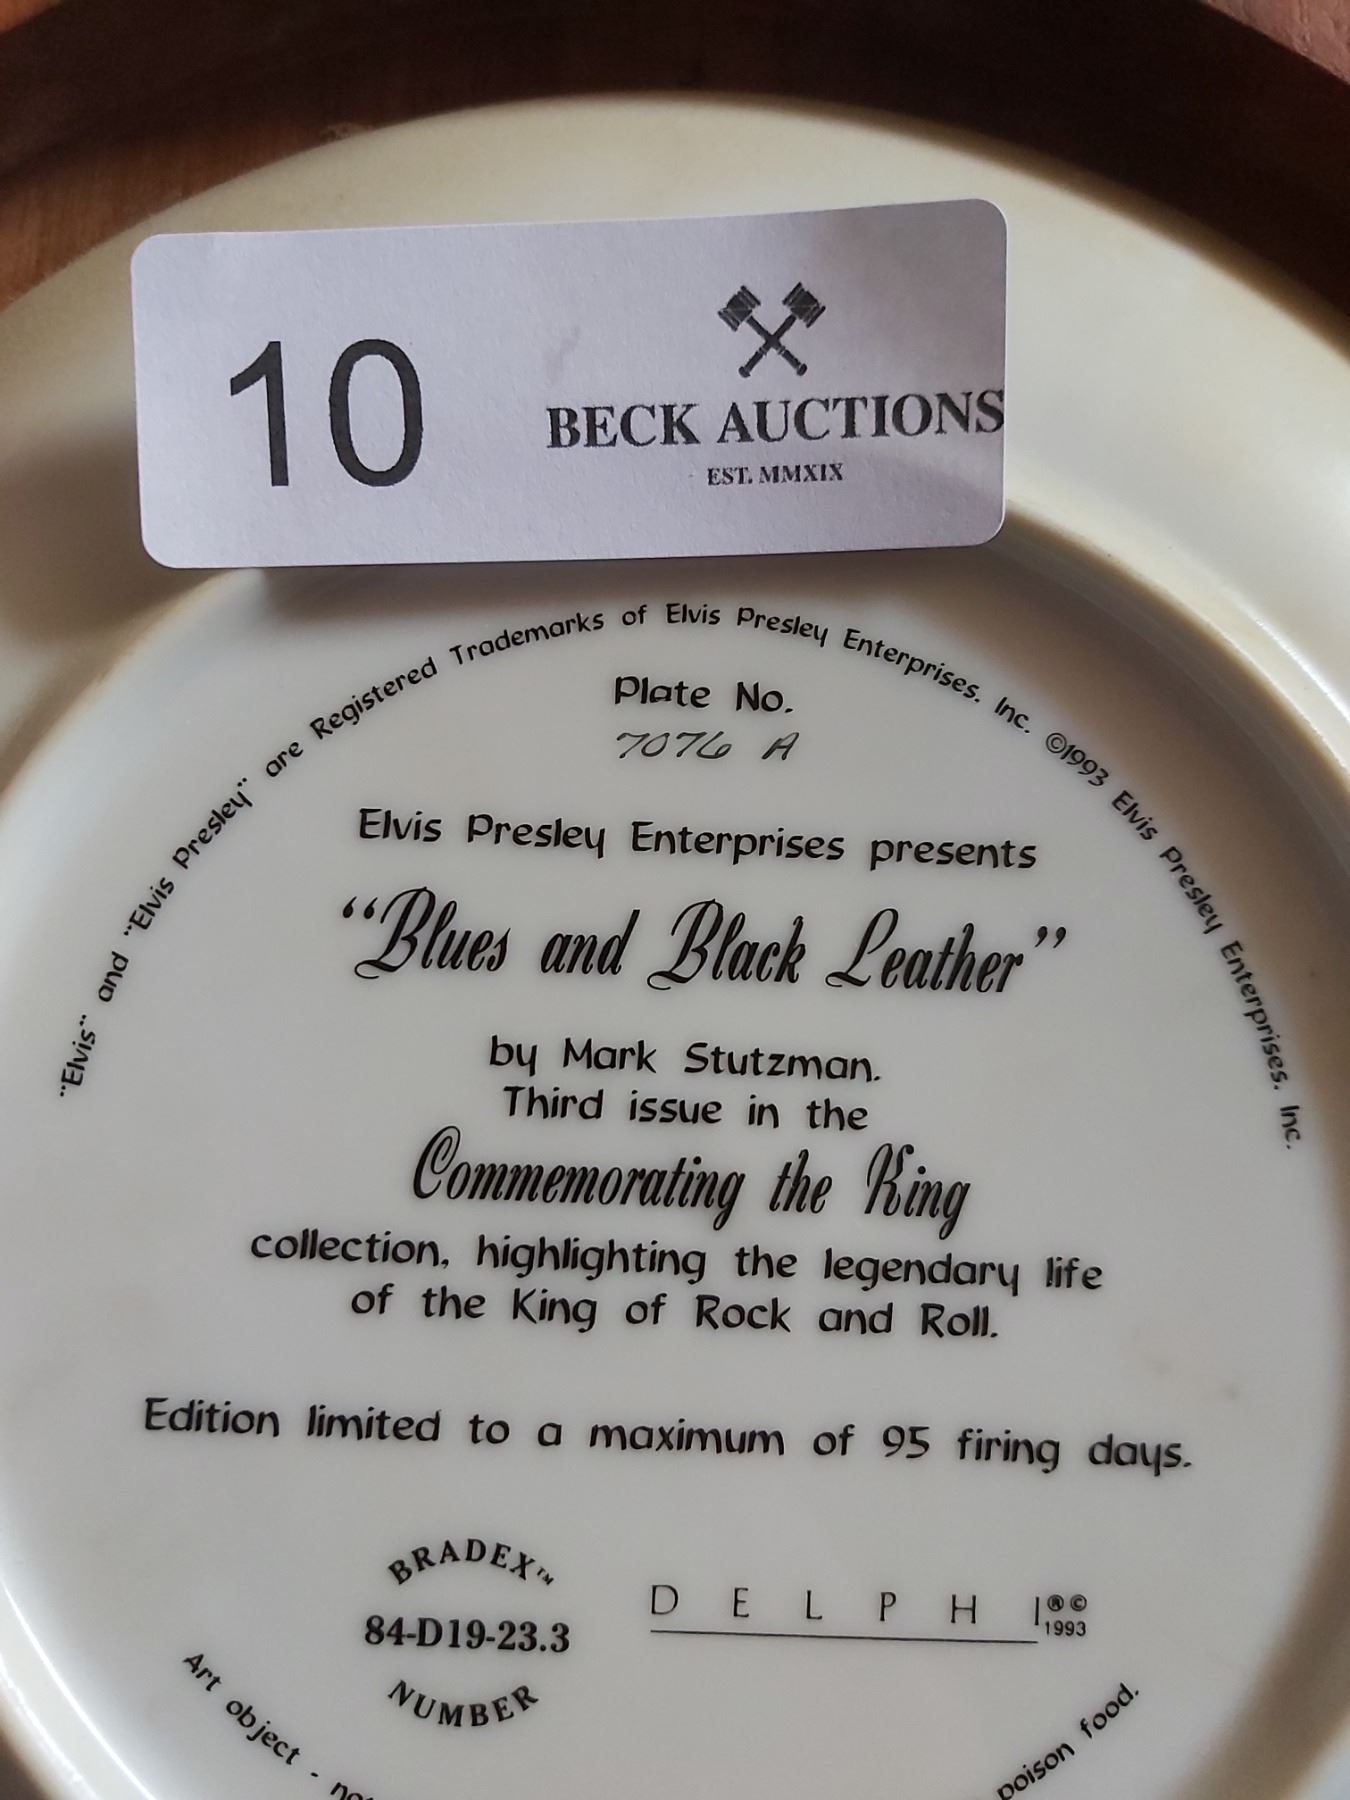 10
BECK AUCTIONS
EST. MMXIX
"Elvis" and "Elvis Presley" are Registered Trademarks of Elvis Presley Enterprises. Inc. ©1993 Elvis Presley Enterprises. Inc.
Plate No.
7076 A
Elvis Presley Enterprises presents
“Blues and Black Leather”
by Mark Stutzman.
Third issue in the
Commemorating the King
collection, highlighting the legendary life
of the King of Rock and Roll.
Edition limited to a maximum of 95 firing days.
BRADEX™
84-D19-23.3
NUMBER
DELPHI®©
1993
Art object -
poison food.